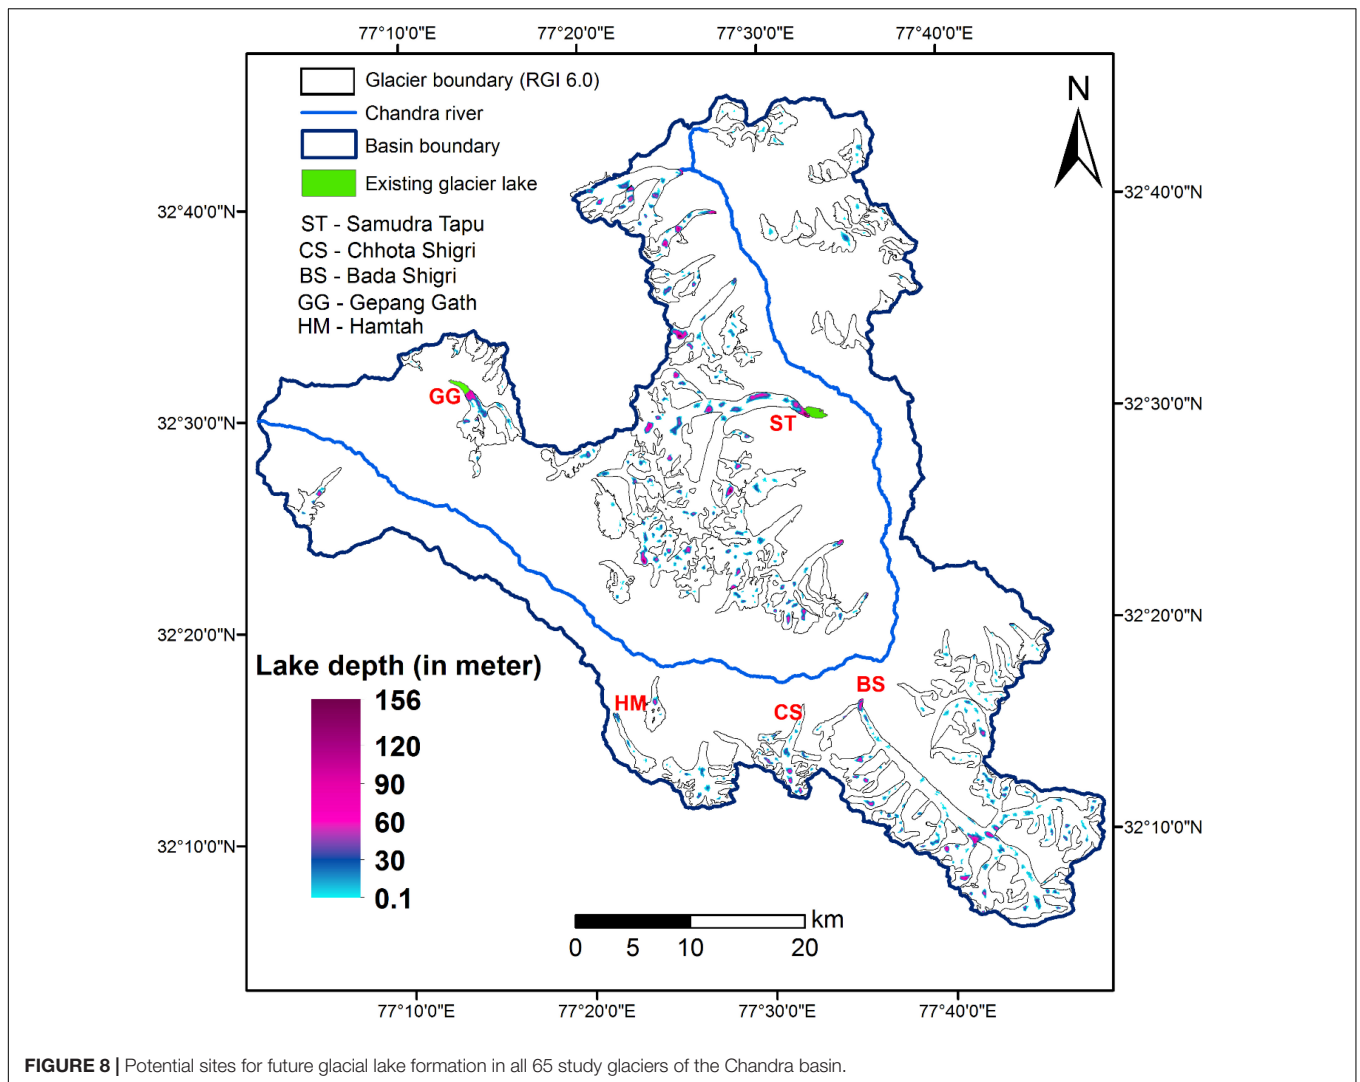 77°10'0"E 77°20'0"E 77°30'0"E 77°40'0"E
Glacier boundary (RGI 6.0)
Chandra river
Basin boundary
Existing glacier lake
ST - Samudra Tapu
CS - Chhota Shigri
BS - Bada Shigri
GG - Gepang Gath
HM - Hamtah
N
32°40'0"N
32°40'0"N
32°30'0"N
32°30'0"N
32°20'0"N
32°20'0"N
32°10'0"N
32°10'0"N
GG
ST
HM
CS
BS
Lake depth (in meter)
156
120
90
60
30
0.1
km
0 5 10 20
77°10'0"E 77°20'0"E 77°30'0"E 77°40'0"E
FIGURE 8 | Potential sites for future glacial lake formation in all 65 study glaciers of the Chandra basin.